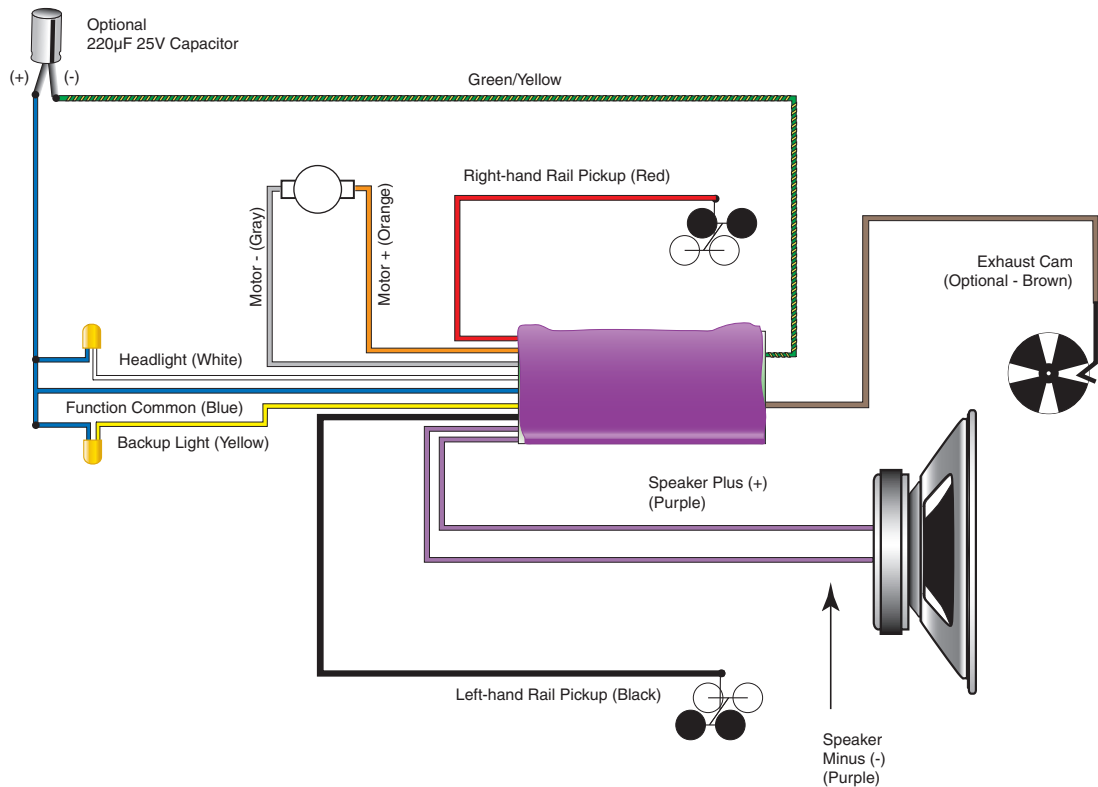 Optional
220µF 25V Capacitor
(+)
(-)
Green/Yellow
Right-hand Rail Pickup (Red)
Motor - (Gray)
Motor + (Orange)
Exhaust Cam
(Optional - Brown)
Headlight (White)
Function Common (Blue)
Backup Light (Yellow)
Speaker Plus (+)
(Purple)
Left-hand Rail Pickup (Black)
Speaker
Minus (-)
(Purple)